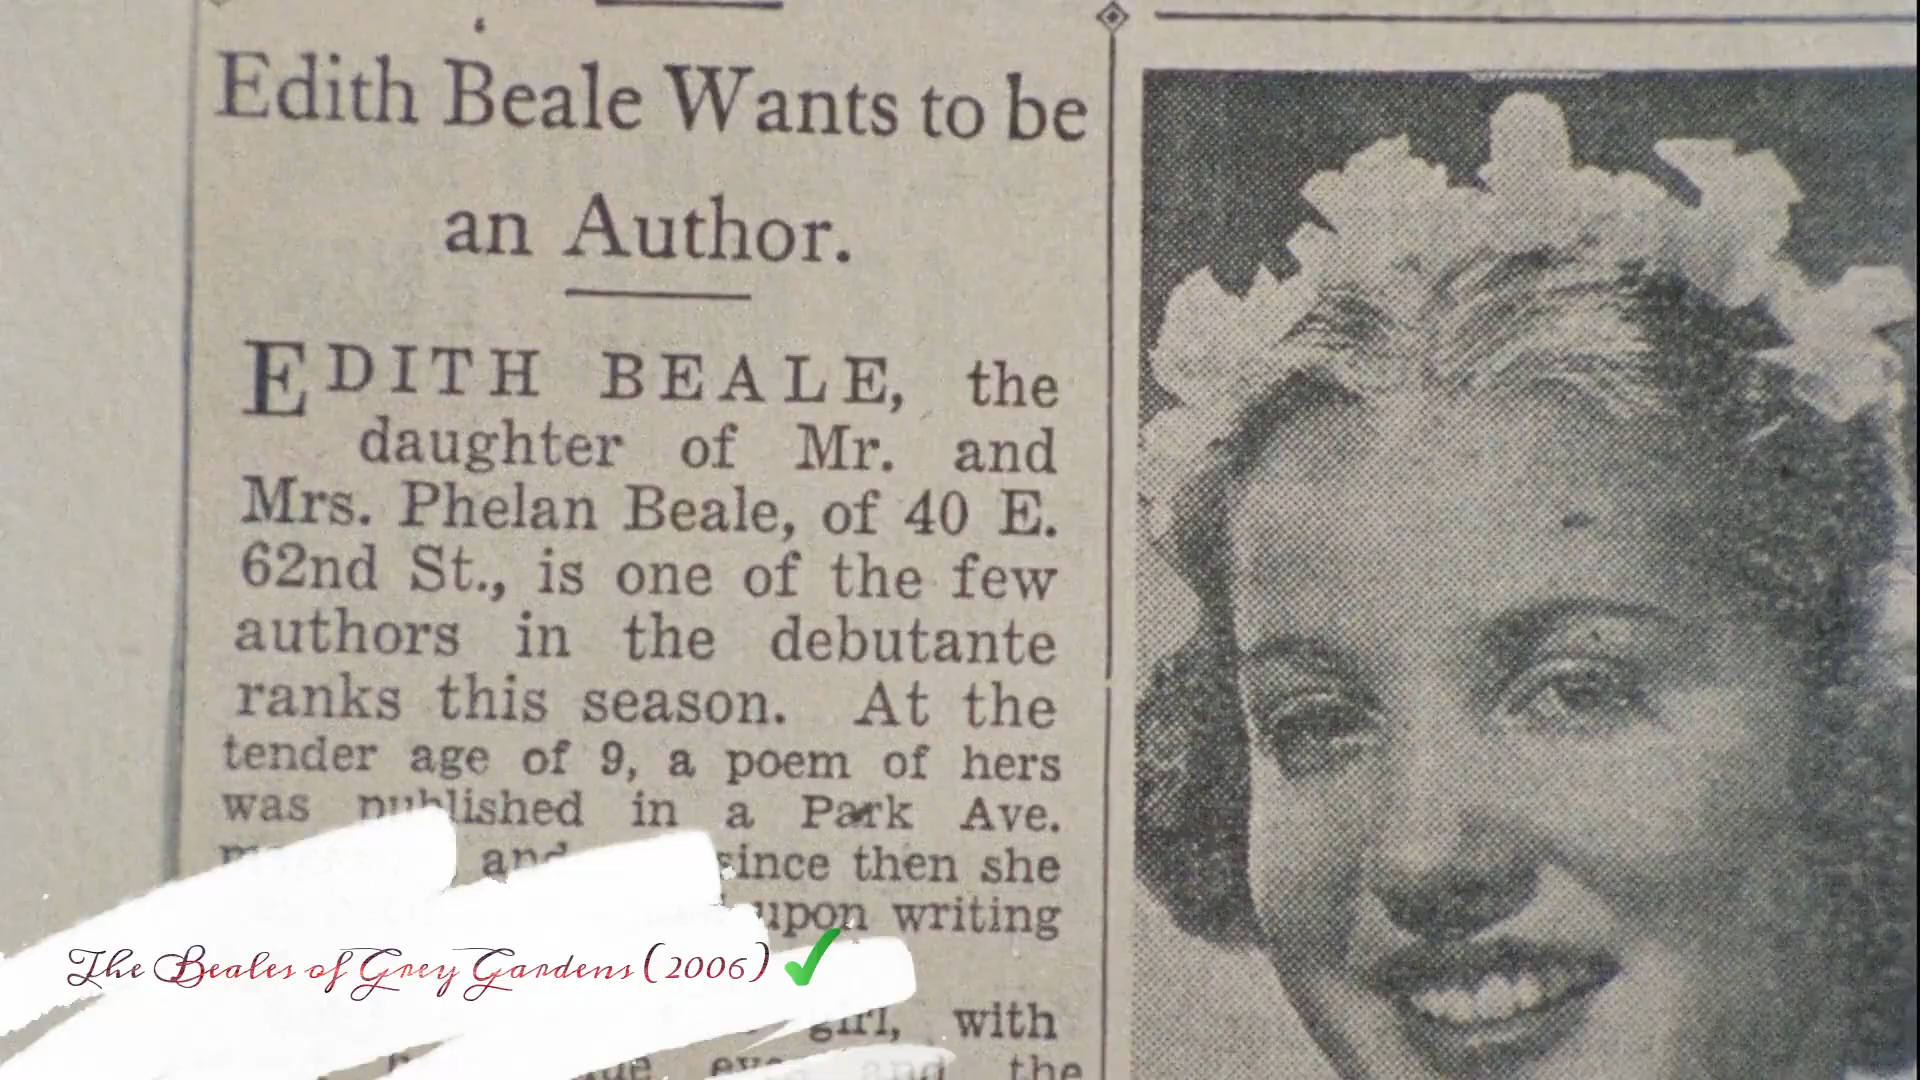 Edith Beale Wants to be
an Author.
EDITH BEALE, the
daughter of Mr. and
Mrs. Phelan Beale, of 40 E.
62nd St., is one of the few
authors in the debutante
ranks this season. At the
tender age of 9, a poem of hers
was published in a Park Ave.
and since then she
upon writing
girl, with
and the
The Beales of Grey Gardens (2006) ✓